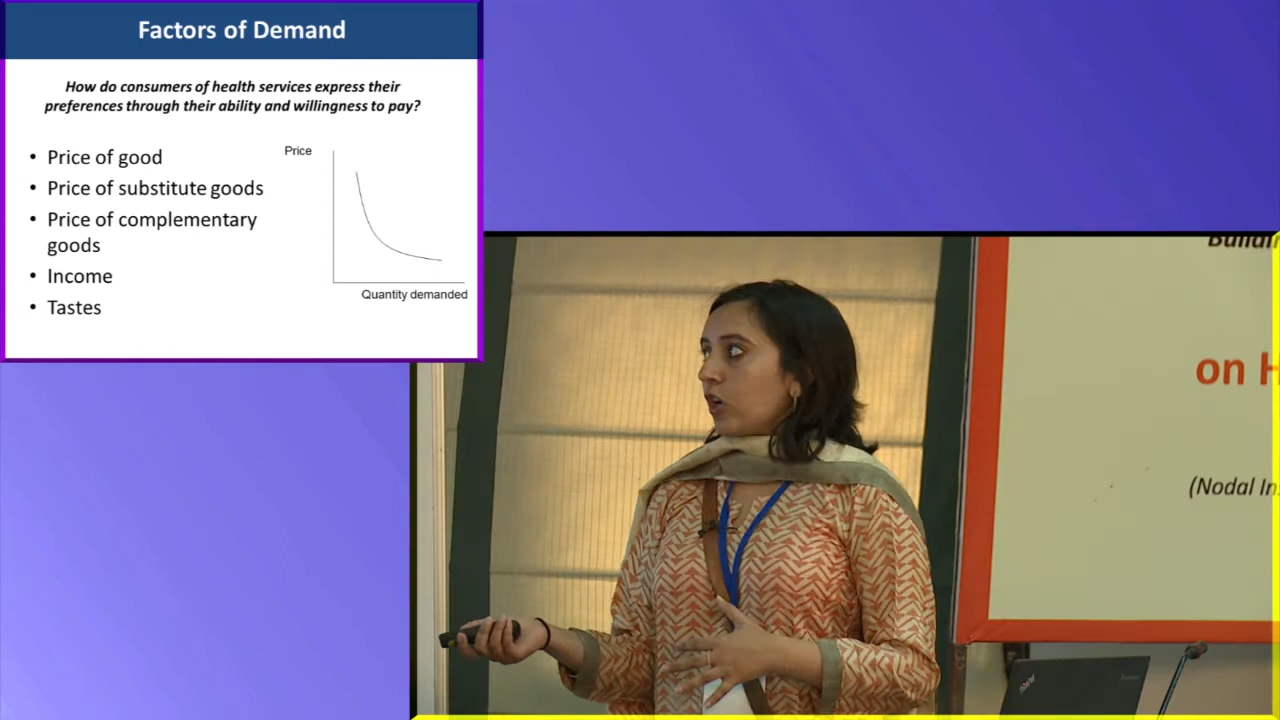 Factors of Demand
How do consumers of health services express their
preferences through their ability and willingness to pay?
• Price of good
• Price of substitute goods
• Price of complementary
goods
• Income
• Tastes
Price
Quantity demanded
on H
(Nodal In